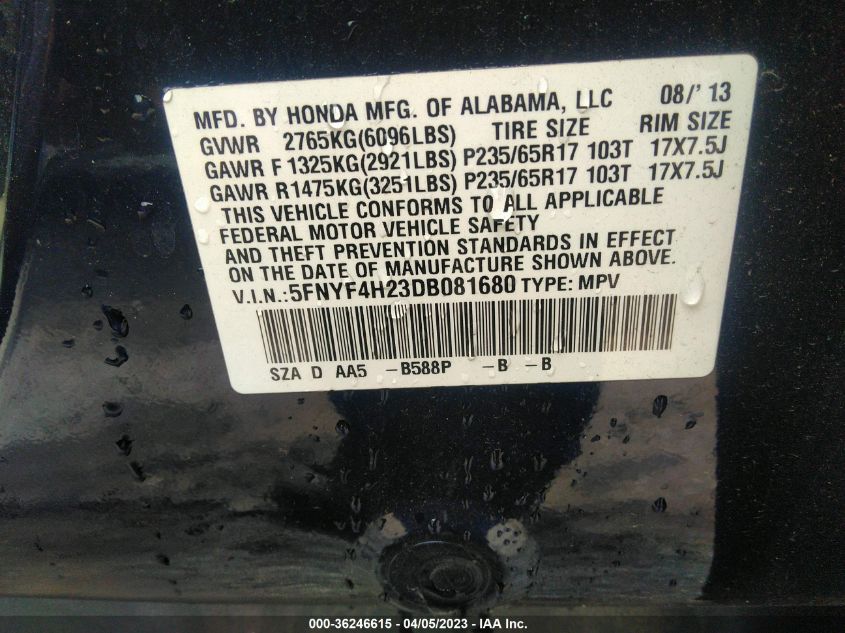 MFD. BY HONDA MFG. OF ALABAMA, LLC 08/'13
GVWR 2765KG(6096LBS) TIRE SIZE RIM SIZE
GAWR F 1325KG(2921LBS) P235/65R17 103T 17X7.5J
GAWR R1475KG(3251LBS) P235/65R17 103T 17X7.5J
THIS VEHICLE CONFORMS TO ALL APPLICABLE
FEDERAL MOTOR VEHICLE SAFETY
AND THEFT PREVENTION STANDARDS IN EFFECT
ON THE DATE OF MANUFACTURE SHOWN ABOVE.
V.I.N.:5FNYF4H23DB081680 TYPE: MPV
SZA D AA5 -B588P -B -B
000-36246615 - 04/05/2023 - IAA Inc.